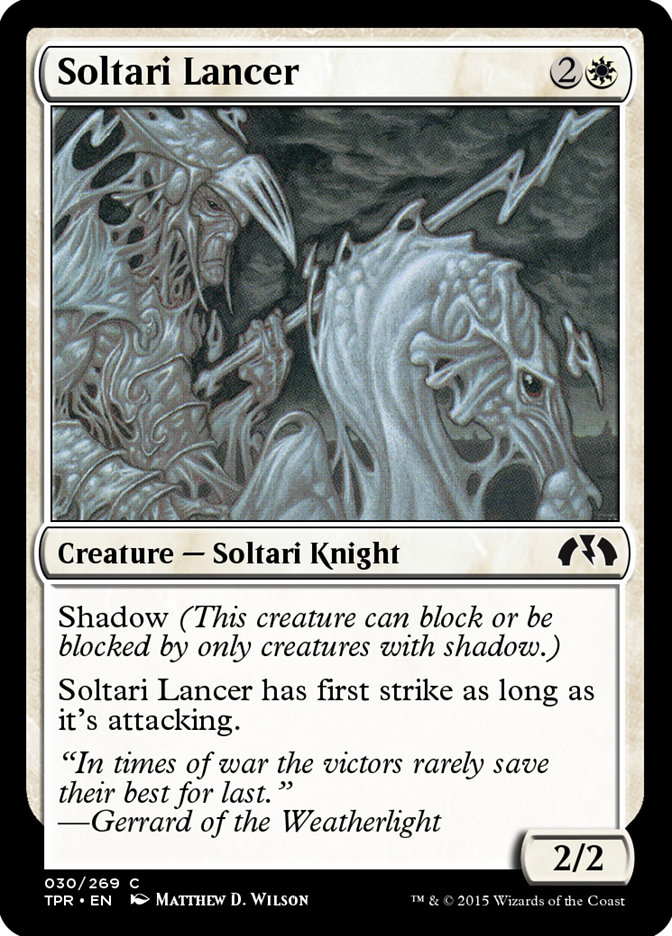 Soltari Lancer 2
Creature — Soltari Knight
Shadow (This creature can block or be
blocked by only creatures with shadow.)
Soltari Lancer has first strike as long as
it's attacking.
"In times of war the victors rarely save
their best for last."
—Gerrard of the Weatherlight
2/2
030/269 C
TPR • EN Matthew D. Wilson
™ & © 2015 Wizards of the Coast